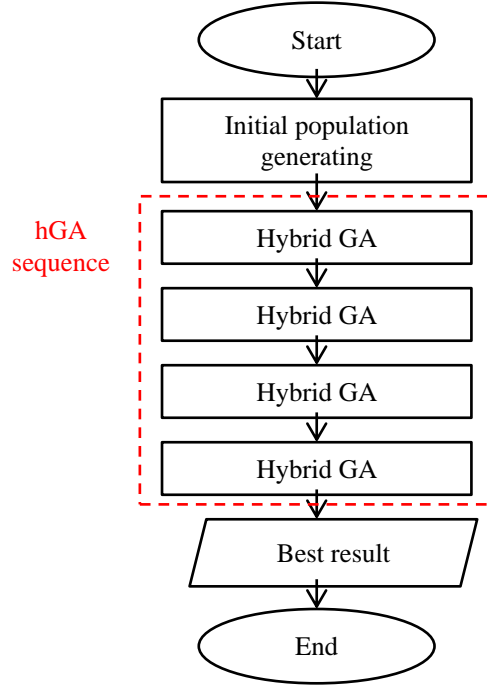 Start
Initial population
generating
hGA
sequence
Hybrid GA
Hybrid GA
Hybrid GA
Hybrid GA
Best result
End